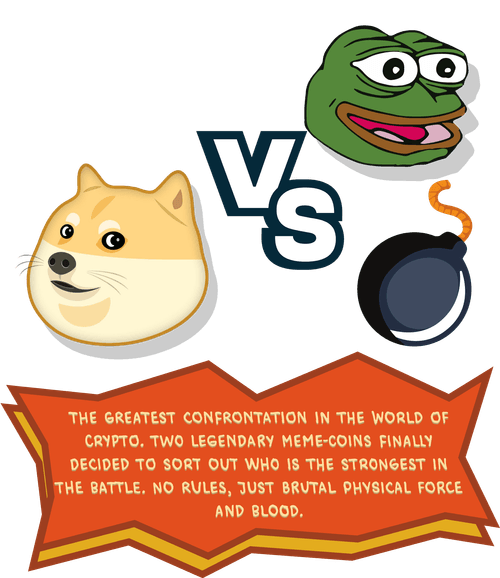 VS
THE GREATEST CONFRONTATION IN THE WORLD OF
CRYPTO. TWO LEGENDARY MEME-COINS FINALLY
DECIDED TO SORT OUT WHO IS THE STRONGEST IN
THE BATTLE. NO RULES, JUST BRUTAL PHYSICAL FORCE
AND BLOOD.